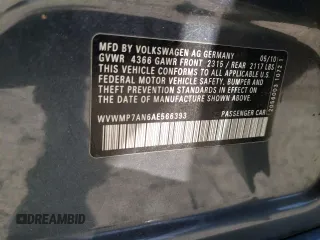 MFD BY VOLKSWAGEN AG GERMANY 05/10
GVWR 4366 GAWR FRONT 2315 / REAR 2117 LBS
THIS VEHICLE CONFORMS TO ALL APPLICABLE U.S.
FEDERAL MOTOR VEHICLE SAFETY, BUMPER AND
THEFT PREVENTION STANDARDS IN EFFECT ON THE
DATE OF MANUFACTURE SHOWN ABOVE.
WVWMP7AN6AE566393 PASSENGER CAR
DIAMONDBID